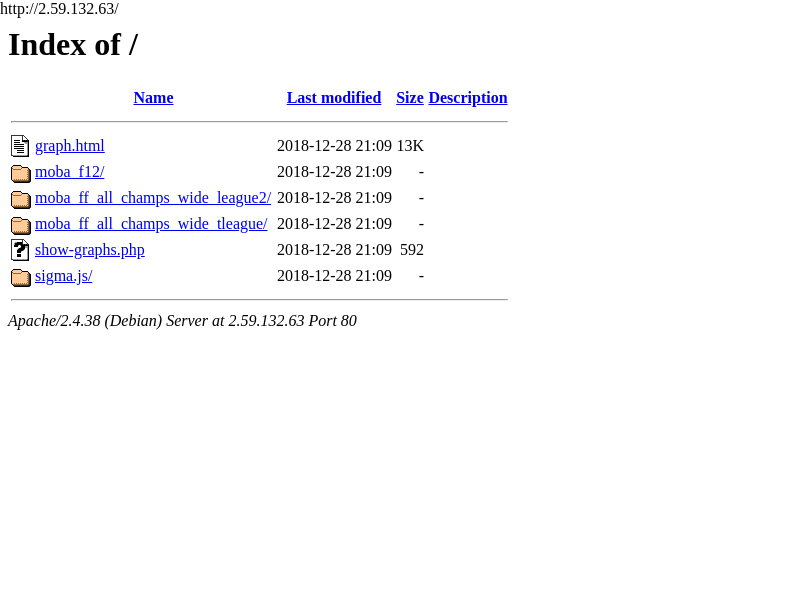 http://2.59.132.63/
Index of /
Name Last modified Size Description
graph.html 2018-12-28 21:09 13K
moba_f12/ 2018-12-28 21:09 -
moba_ff_all_champs_wide_league2/ 2018-12-28 21:09 -
moba_ff_all_champs_wide_tleague/ 2018-12-28 21:09 -
show-graphs.php 2018-12-28 21:09 592
sigma.js/ 2018-12-28 21:09 -
Apache/2.4.38 (Debian) Server at 2.59.132.63 Port 80